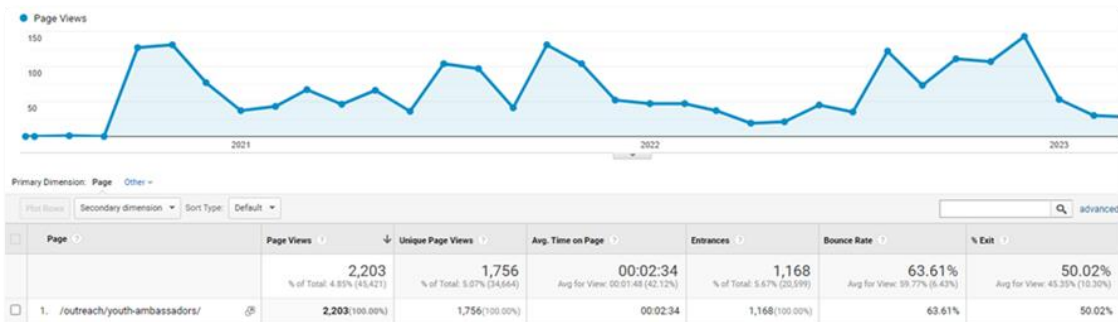 Page Views
150
100
50
2021
2022
2023
Primary Dimension: Page Other
Plot Rows Secondary dimension Sort Type: Default advanced
Page ? Page Views ? Unique Page Views ? Avg. Time on Page ? Entrances ? Bounce Rate ? % Exit ?
2,203 1,756 00:02:34 1,168 63.61% 50.02%
% of Total: 4.85% (45,421) % of Total: 5.07% (34,664) Avg for View: 00:01:48 (42.12%) % of Total: 5.67% (20,599) Avg for View: 59.77% (6.43%) Avg for View: 45.35% (10.30%)
1. /outreach/youth-ambassadors/ 2,203(100.00%) 1,756(100.00%) 00:02:34 1,168(100.00%) 63.61% 50.02%